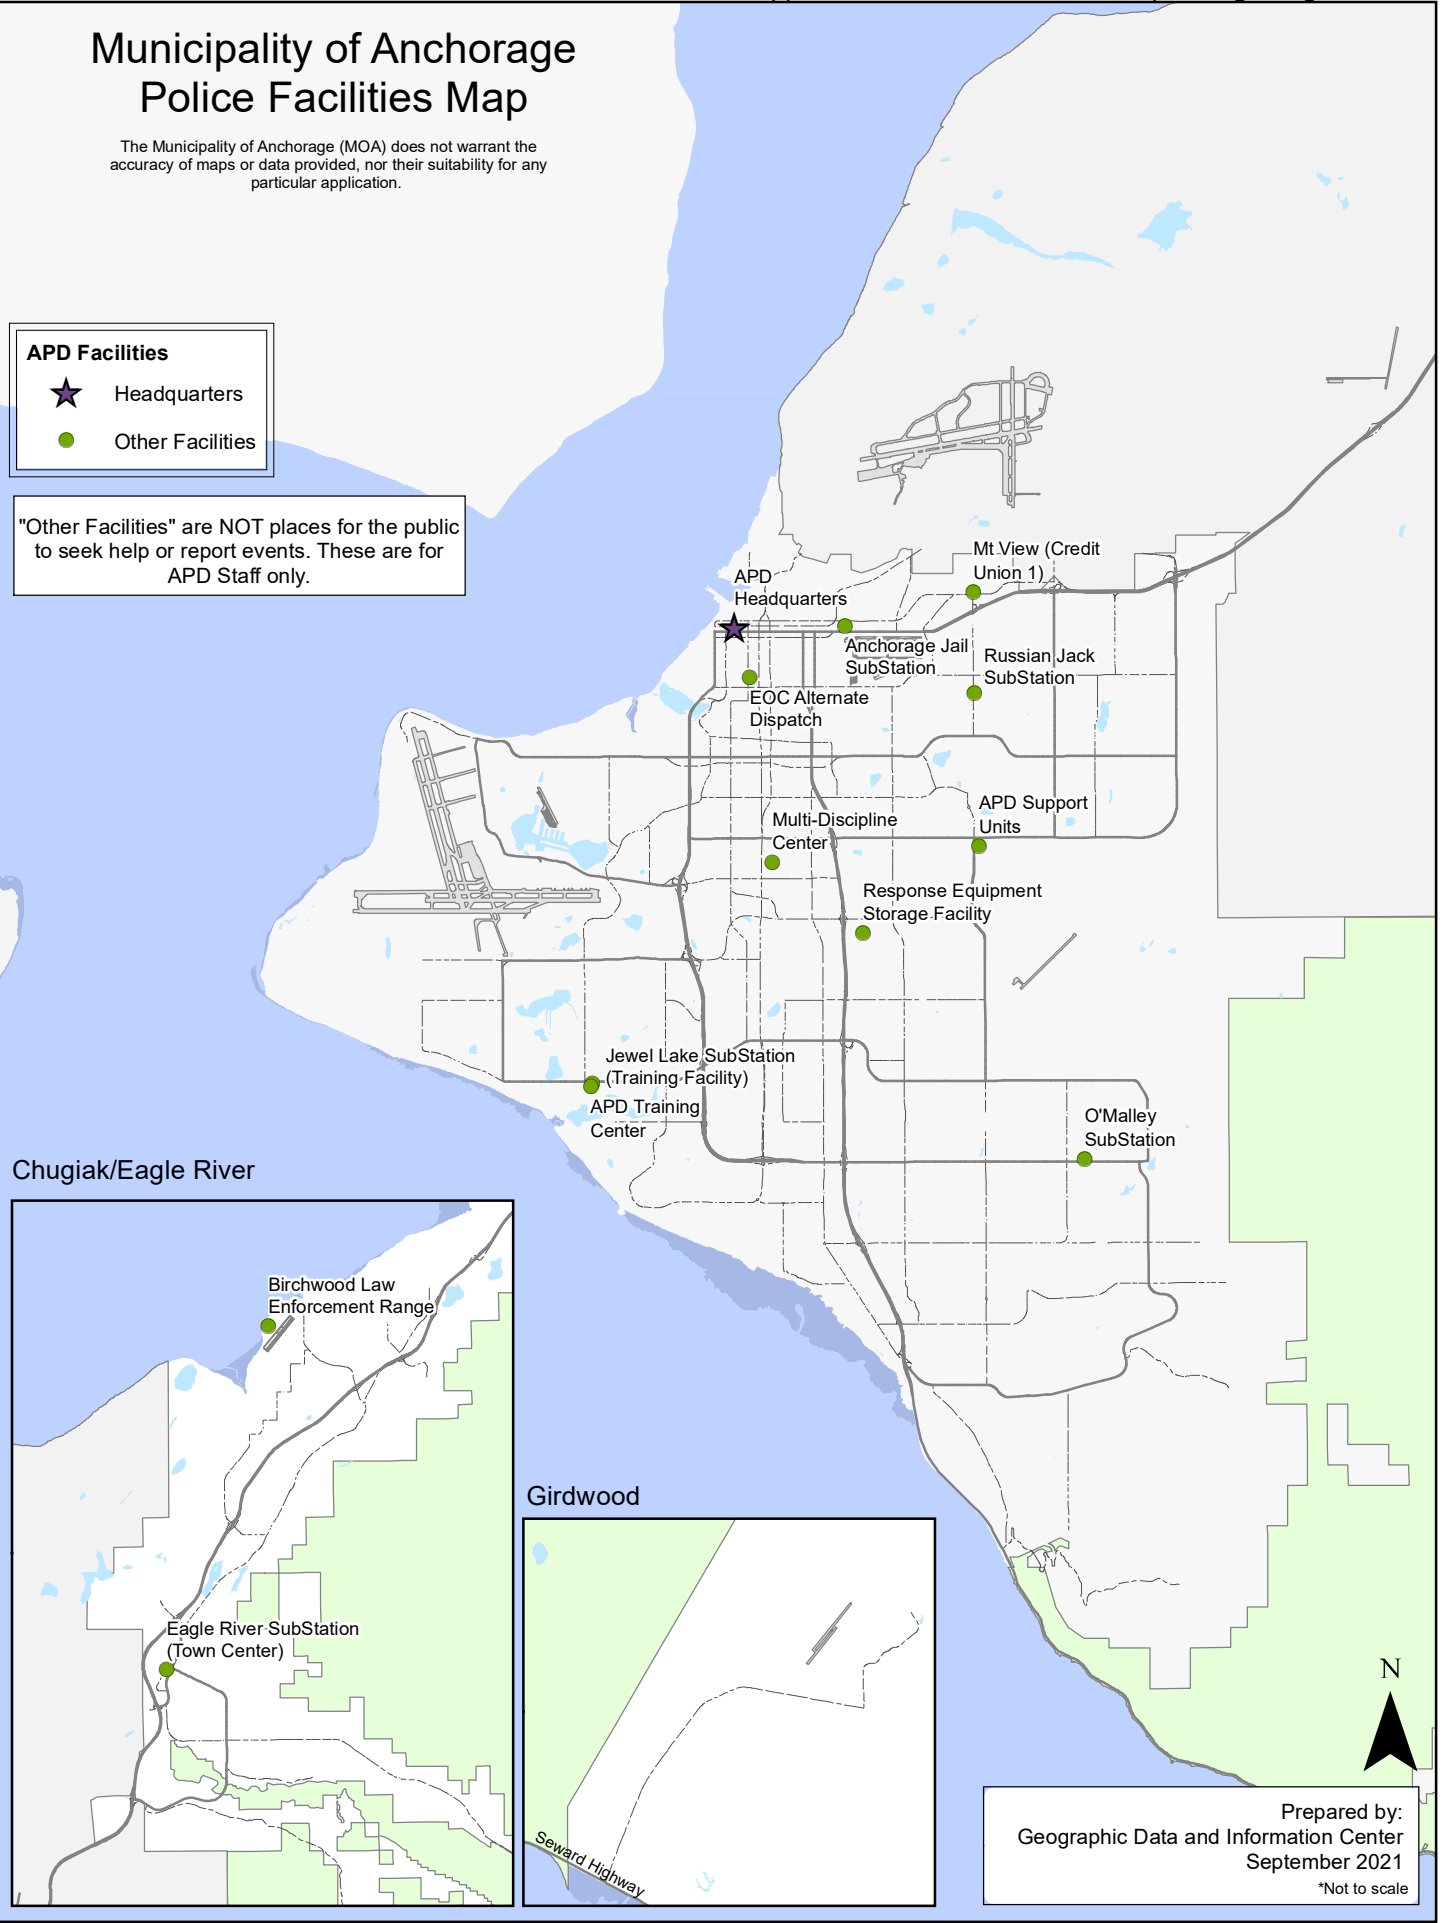 Municipality of Anchorage
Police Facilities Map
The Municipality of Anchorage (MOA) does not warrant the
accuracy of maps or data provided, nor their suitability for any
particular application.
APD Facilities
Headquarters
Other Facilities
"Other Facilities" are NOT places for the public
to seek help or report events. These are for
APD Staff only.
Mt View (Credit
Union 1)
APD
Headquarters
Anchorage Jail
SubStation
Russian Jack
SubStation
EOC Alternate
Dispatch
APD Support
Units
Multi-Discipline
Center
Response Equipment
Storage Facility
Jewel Lake SubStation
(Training Facility)
APD Training
Center
O'Malley
SubStation
Chugiak/Eagle River
Birchwood Law
Enforcement Range
Eagle River SubStation
(Town Center)
Girdwood
Seward Highway
N
Prepared by:
Geographic Data and Information Center
September 2021
*Not to scale